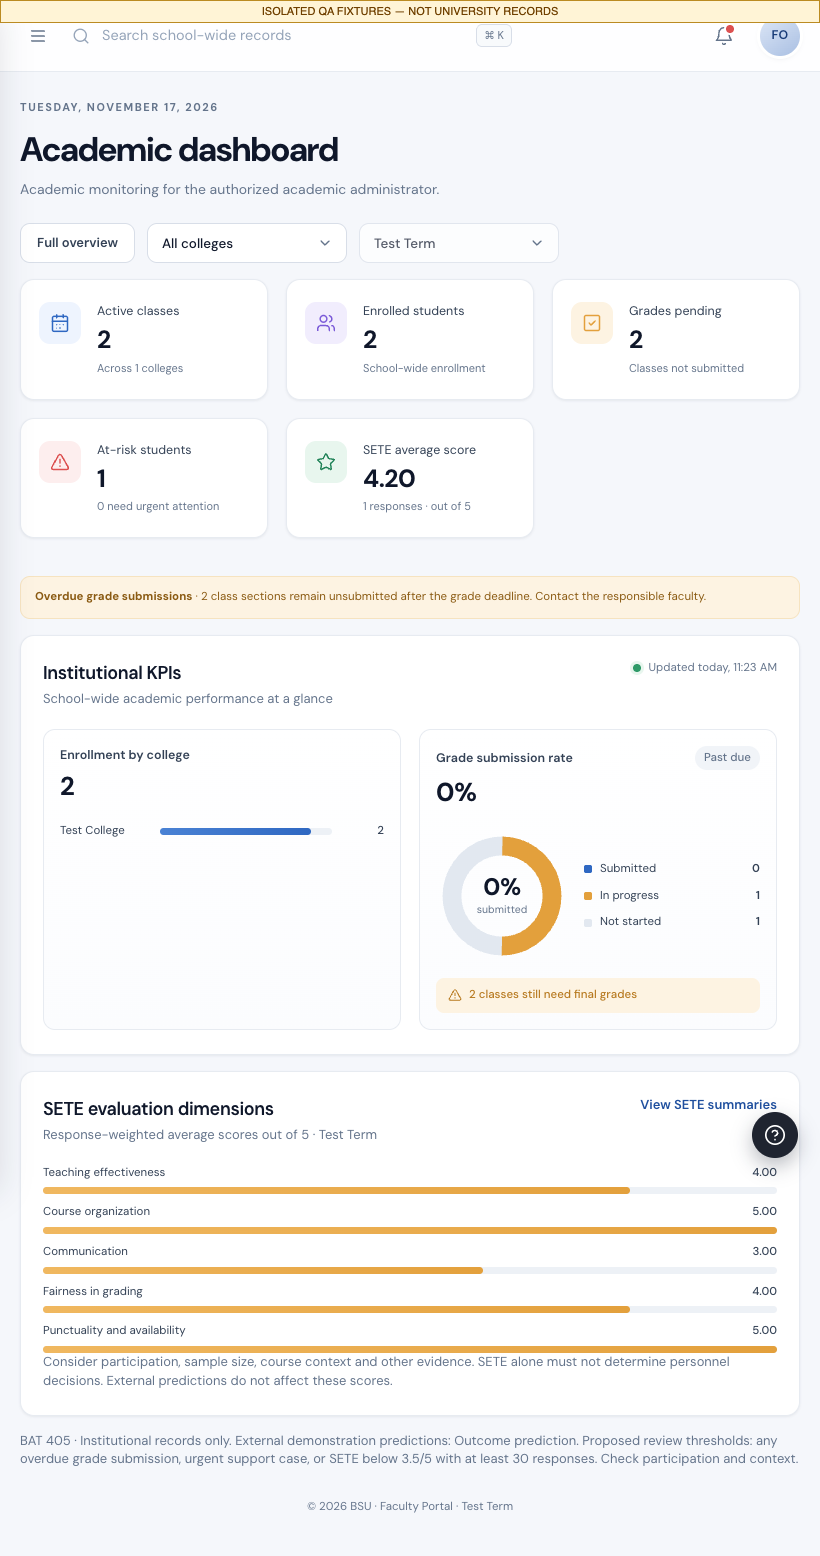 ISOLATED QA FIXTURES — NOT UNIVERSITY RECORDS
Search school-wide records
⌘ K
FO
TUESDAY, NOVEMBER 17, 2026
Academic dashboard
Academic monitoring for the authorized academic administrator.
Full overview
All colleges
Test Term
Active classes
2
Across 1 colleges
Enrolled students
2
School-wide enrollment
Grades pending
2
Classes not submitted
At-risk students
1
0 need urgent attention
SETE average score
4.20
1 responses · out of 5
Overdue grade submissions · 2 class sections remain unsubmitted after the grade deadline. Contact the responsible faculty.
Institutional KPIs
Updated today, 11:23 AM
School-wide academic performance at a glance
Enrollment by college
2
Test College 2
Grade submission rate
Past due
0%
0%
submitted
Submitted 0
In progress 1
Not started 1
2 classes still need final grades
SETE evaluation dimensions
View SETE summaries
Response-weighted average scores out of 5 · Test Term
Teaching effectiveness 4.00
Course organization 5.00
Communication 3.00
Fairness in grading 4.00
Punctuality and availability 5.00
Consider participation, sample size, course context and other evidence. SETE alone must not determine personnel
decisions. External predictions do not affect these scores.
BAT 405 · Institutional records only. External demonstration predictions: Outcome prediction. Proposed review thresholds: any
overdue grade submission, urgent support case, or SETE below 3.5/5 with at least 30 responses. Check participation and context.
© 2026 BSU · Faculty Portal · Test Term